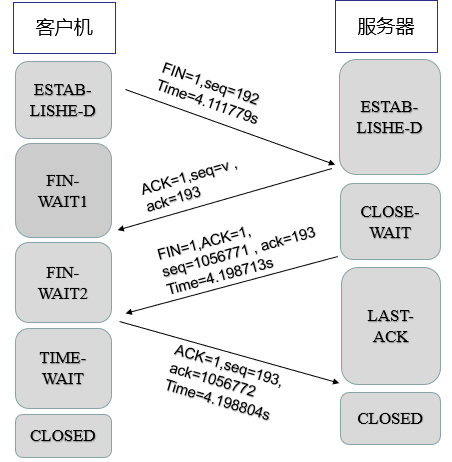 客户机
服务器
ESTAB-
LISHE-D
FIN=1,seq=192
Time=4.111779s
ESTAB-
LISHE-D
FIN-
WAIT1
ACK=1,seq=v ,
ack=193
CLOSE-
WAIT
FIN-
WAIT2
FIN=1,ACK=1,
seq=1056771 , ack=193
Time=4.198713s
LAST-
ACK
TIME-
WAIT
ACK=1,seq=193,
ack=1056772
Time=4.198804s
CLOSED
CLOSED